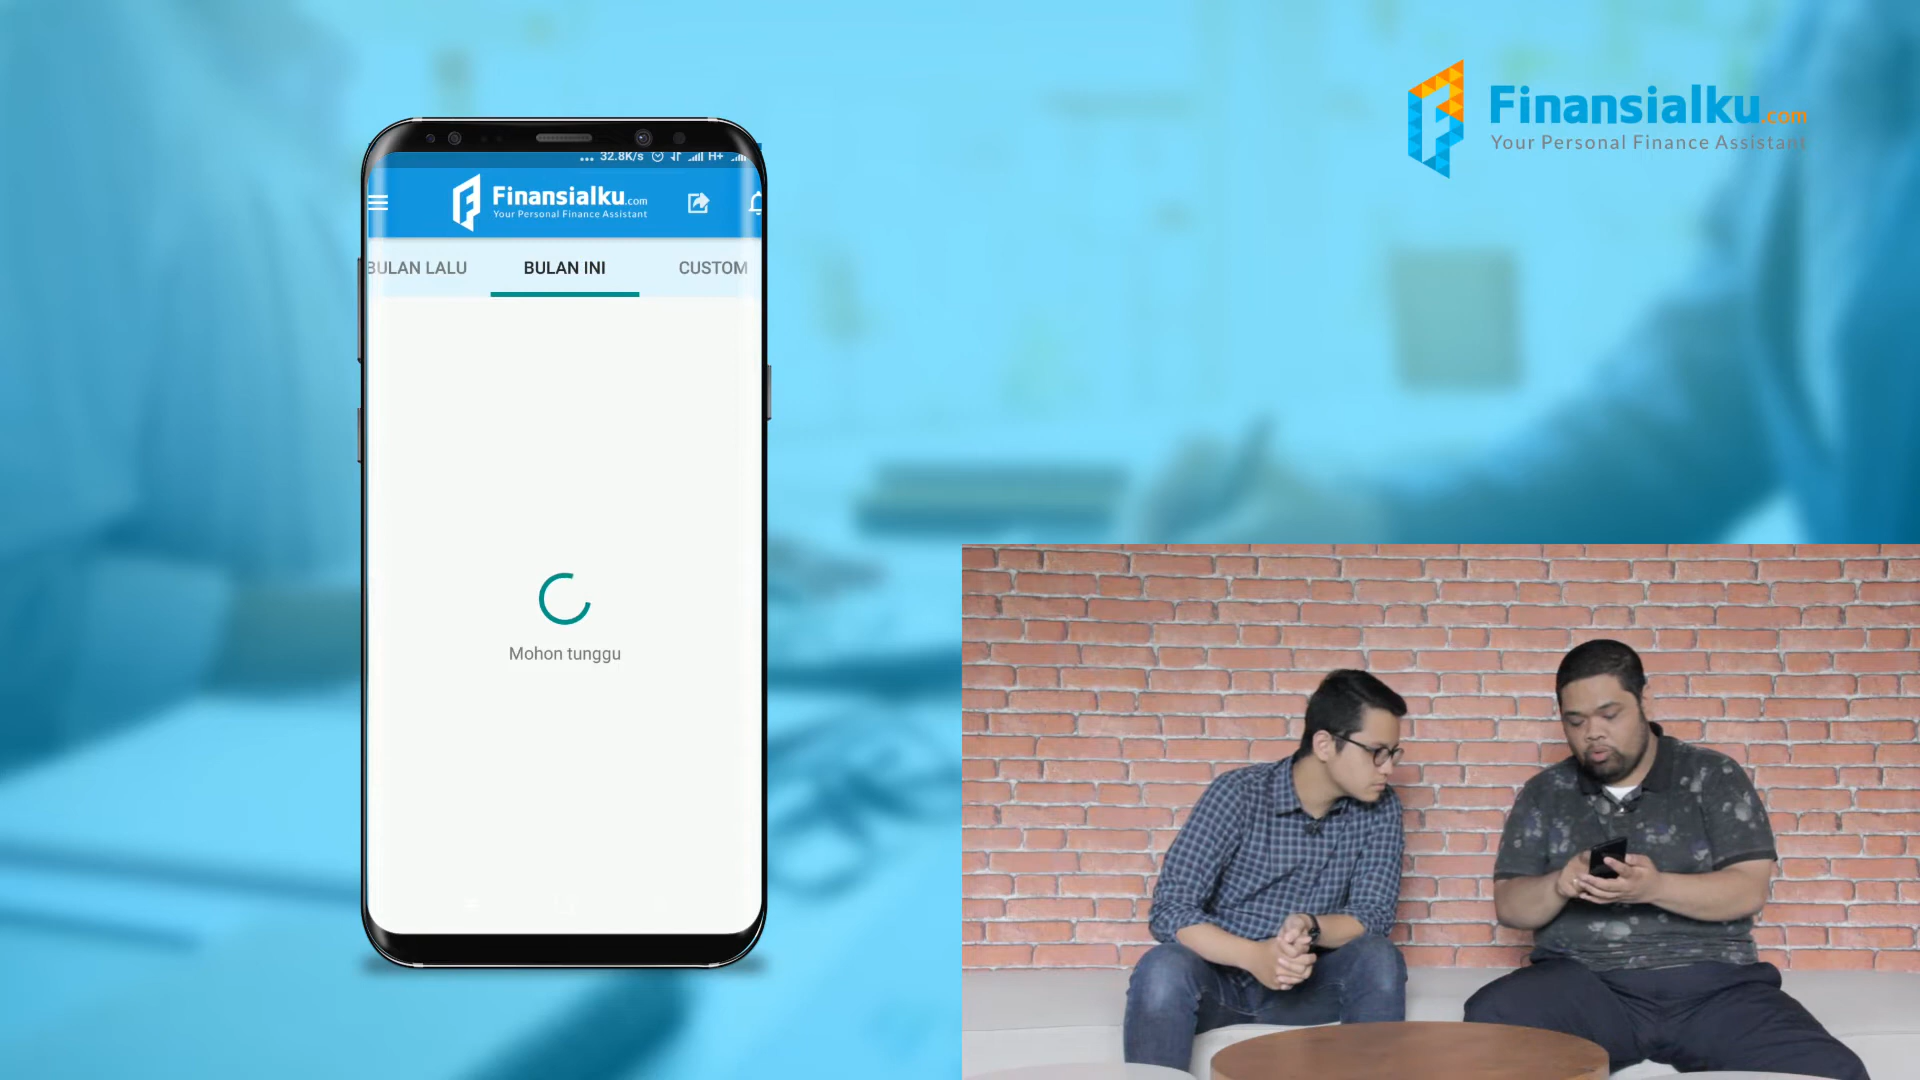 Finansialku.com
Your Personal Finance Assistant
... 32.8K/s H+
Finansialku.com
Your Personal Finance Assistant
BULAN LALU BULAN INI CUSTOM
Mohon tunggu